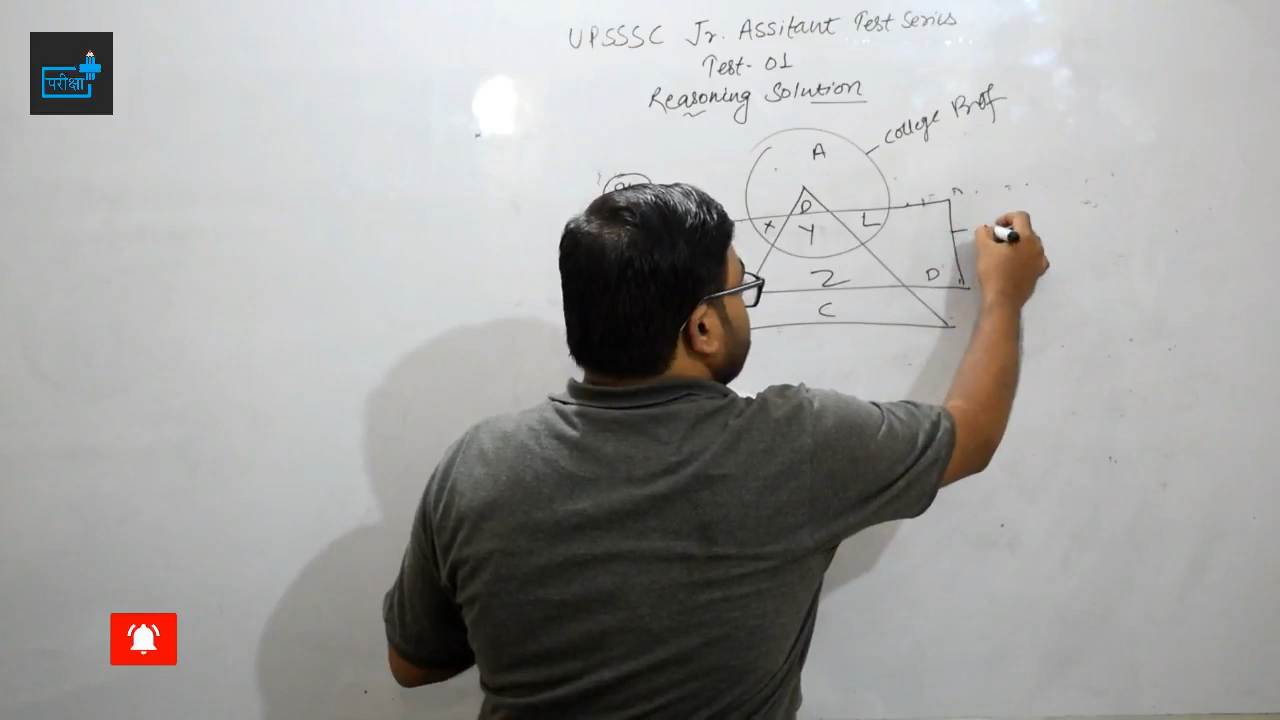 परीक्षा
UPSSSC Jr. Assitant Test Series
Test-01
Reasoning Solution
College Prof
A
D
X
Y
L
Z
D
C